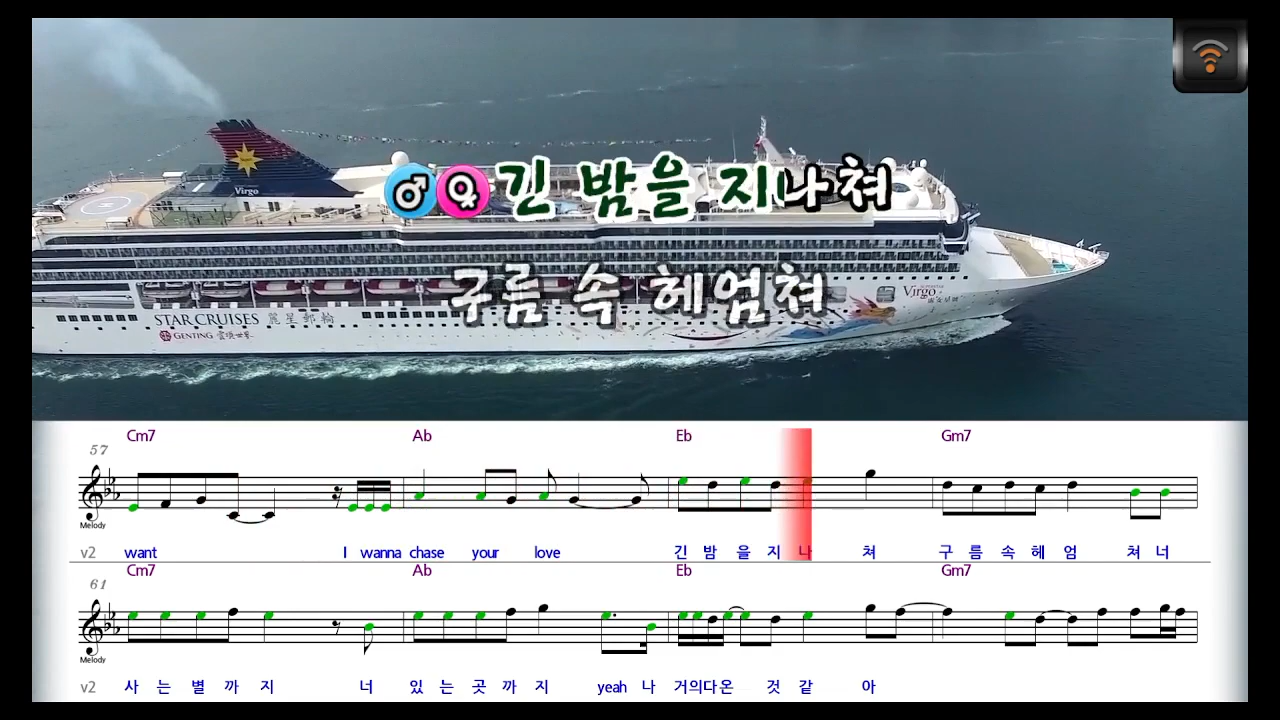 Virgo
긴 밤을 지나쳐
구름 속 헤엄쳐
Virgo
STAR CRUISES 麗星郵輪
GENTING 雲頂世界
57 Cm7 Ab Eb Gm7
Melody
v2 want I wanna chase your love 긴 밤 을 지 나 쳐 구 름 속 헤 엄 쳐 너
61 Cm7 Ab Eb Gm7
Melody
v2 사 는 별 까 지 너 있 는 곳 까 지 yeah 나 거의다온 것 같 아